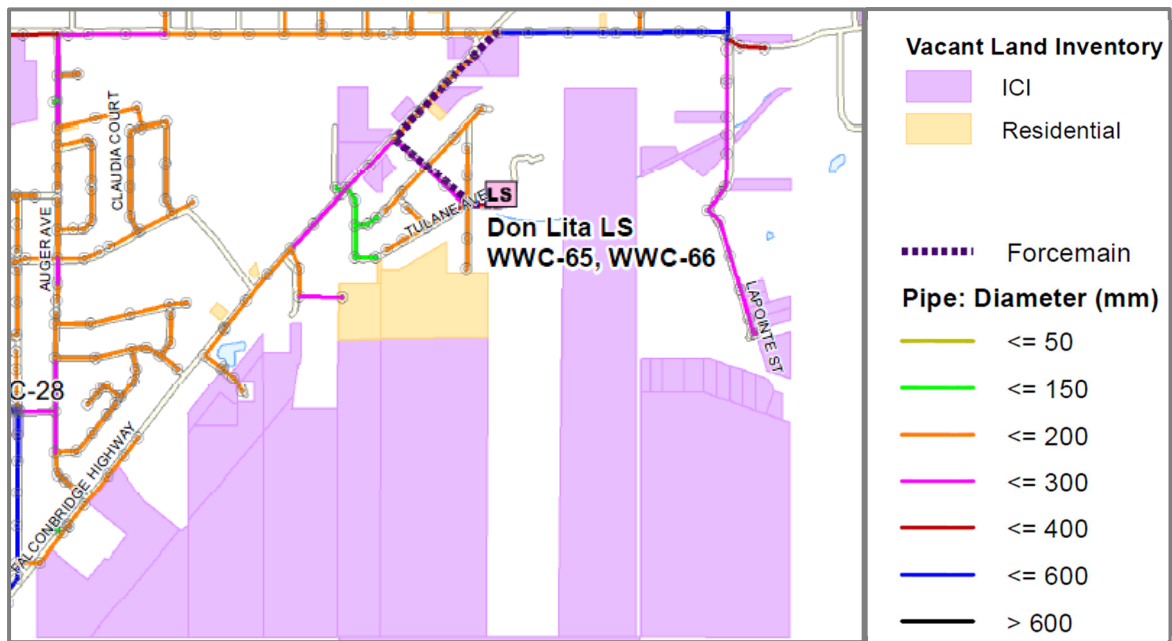 CLAUDIA COURT
AUGER AVE
TULANE AVE
LS
Don Lita LS
WWC-65, WWC-66
LAPOINTE ST
C-28
FALCONBRIDGE HIGHWAY
Vacant Land Inventory
ICI
Residential
Forcemain
Pipe: Diameter (mm)
<= 50
<= 150
<= 200
<= 300
<= 400
<= 600
> 600